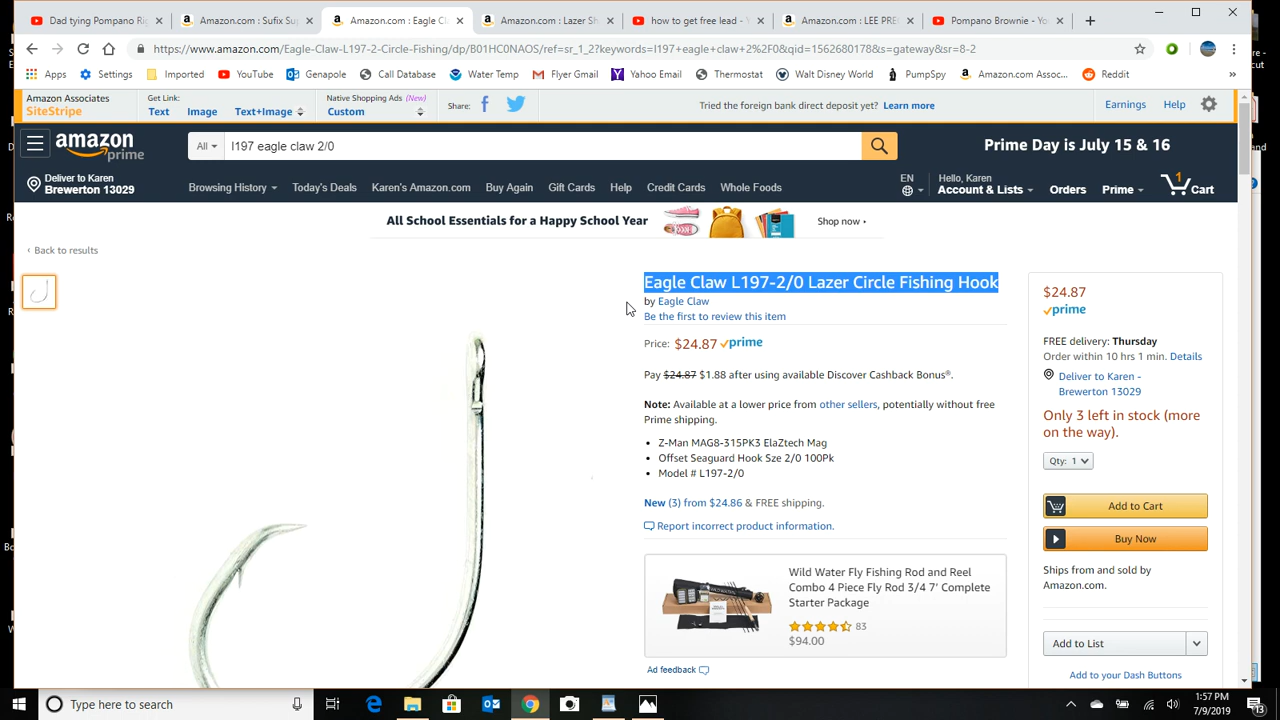 Dad tying Pompano Rig
Amazon.com : Sufix Sup
Amazon.com : Eagle Cl
Amazon.com: Lazer Sh
how to get free lead - Y
Amazon.com : LEE PRE
Pompano Brownie - Yo
https://www.amazon.com/Eagle-Claw-L197-2-Circle-Fishing/dp/B01HC0NAOS/ref=sr_1_2?keywords=l197+eagle+claw+2%2F0&qid=1562680178&s=gateway&sr=8-2
Apps Settings Imported YouTube Genapole Call Database Water Temp Flyer Gmail Yahoo Email Thermostat Walt Disney World PumpSpy Amazon.com Assoc... Reddit »
Amazon Associates
SiteStripe
Get Link:
Text Image Text+Image
Native Shopping Ads (New)
Custom
Share:
Tried the reign bank direct deposit yet? Learn more
Earnings Help
amazon
prime
All
l197 eagle claw 2/0
Prime Day is July 15 & 16
Deliver to Karen
Brewerton 13029
Browsing History Today's Deals Karen's Amazon.com Buy Again Gift Cards Help Credit Cards Whole Foods
EN
Hello, Karen
Account & Lists
Orders
Prime
1
Cart
All School Essentials for a Happy School Year
Shop now ›
‹ Back to results
Eagle Claw L197-2/0 Lazer Circle Fishing Hook
by Eagle Claw
Be the first to review this item
Price: $24.87 prime
Pay $24.87 $1.88 after using available Discover Cashback Bonus®.
Note: Available at a lower price from other sellers, potentially without free
Prime shipping.
• Z-Man MAG8-315PK3 ElaZtech Mag
• Offset Seaguard Hook Sze 2/0 100Pk
• Model # L197-2/0
New (3) from $24.86 & FREE shipping.
Report incorrect product information.
Wild Water Fly Fishing Rod and Reel
Combo 4 Piece Fly Rod 3/4 7' Complete
Starter Package
83
$94.00
Ad feedback
$24.87
prime
FREE delivery: Thursday
Order within 10 hrs 1 min. Details
Deliver to Karen -
Brewerton 13029
Only 3 left in stock (more
on the way).
Qty: 1
Add to Cart
Buy Now
Ships from and sold by
Amazon.com.
Add to List
Add to your Dash Buttons
Type here to search
1:57 PM
7/9/2019
13